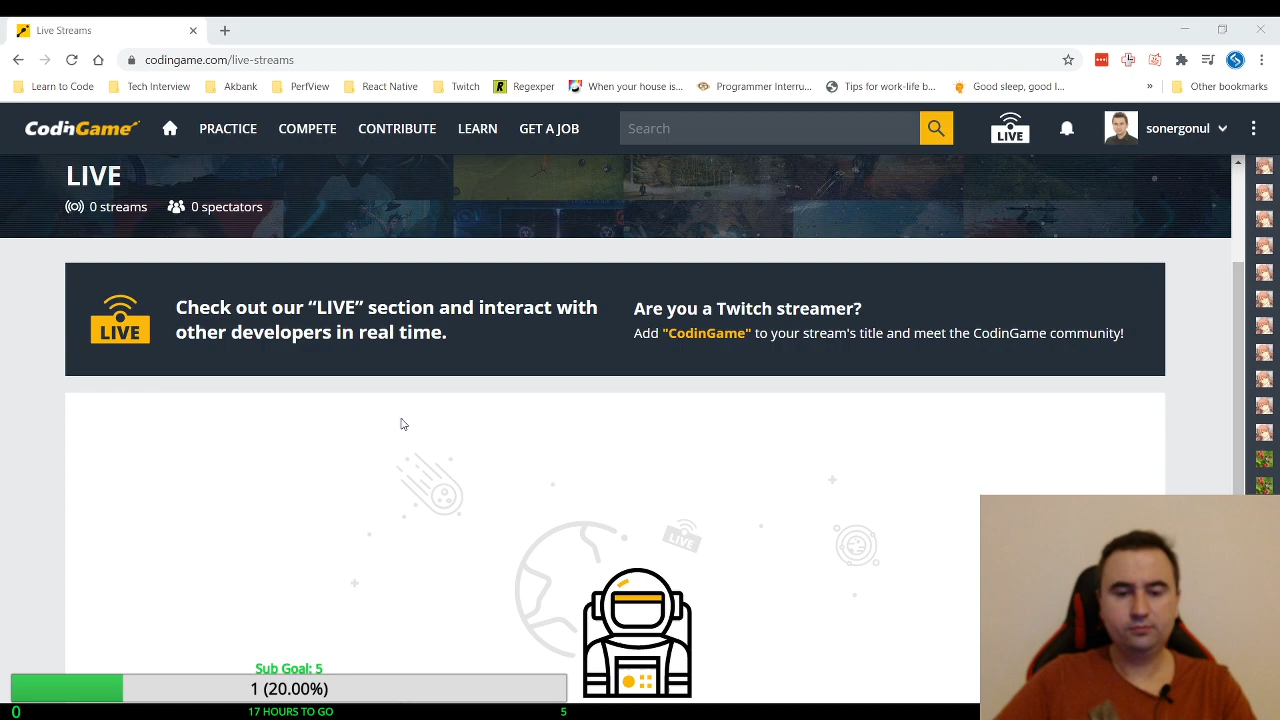 Live Streams
codingame.com/live-streams
Learn to Code Tech Interview Akbank PerfView React Native Twitch Regexper When your house is... Programmer Interru... Tips for work-life b... Good sleep, good l... » Other bookmarks
CODINGAME PRACTICE COMPETE CONTRIBUTE LEARN GET A JOB Search LIVE sonergonul
LIVE
0 streams 0 spectators
LIVE
Check out our “LIVE” section and interact with
other developers in real time.
Are you a Twitch streamer?
Add "CodinGame" to your stream's title and meet the CodinGame community!
LIVE
Sub Goal: 5
1 (20.00%)
0 17 HOURS TO GO 5